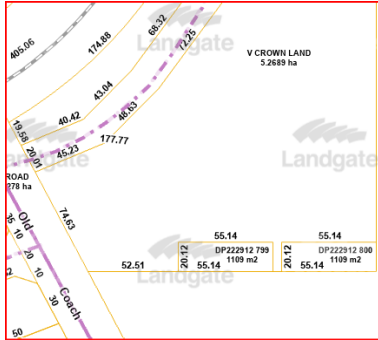 Landgate
Landgate
405.06
174.88
68.32
72.25
V CROWN LAND
5.2689 ha
43.04
48.63
40.42
19.58
177.77
20.01
45.23
Landgate
Landgate
ROAD
278 ha
74.63
35
10
Old
55.14
55.14
20.12
DP222912 799
1109 m2
20.12
DP222912 800
1109 m2
20
10
52.51
55.14
55.14
Landgate
30
Coach
50